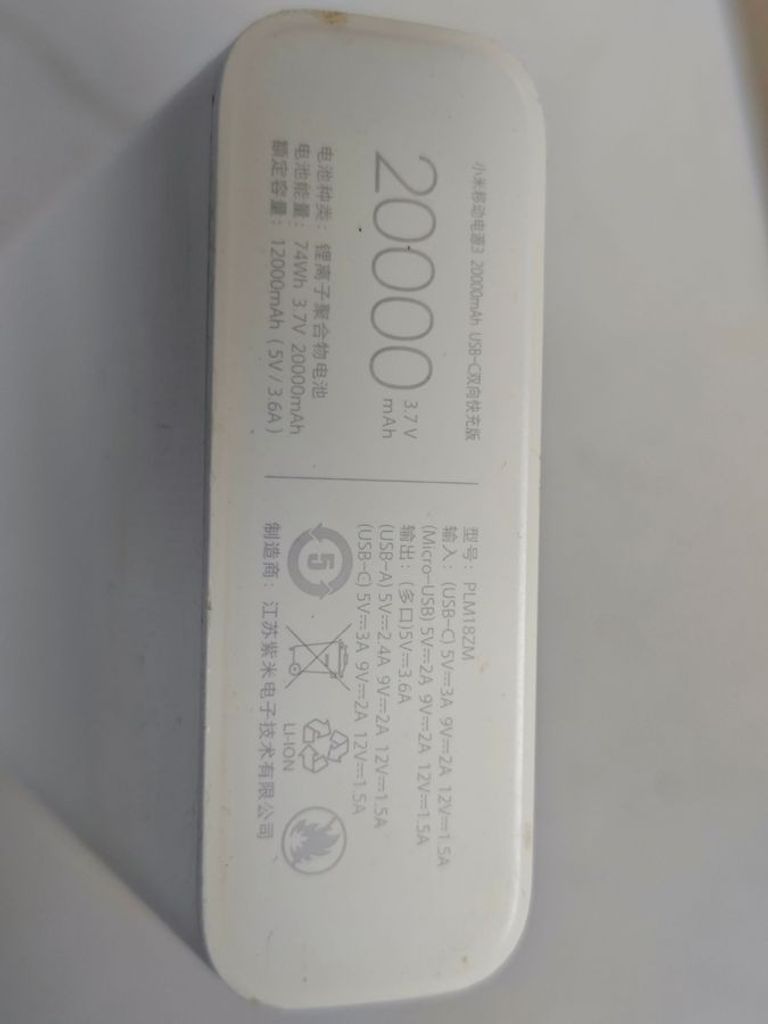 小米移动电源3 20000mAh USB-C双向快充版
20000 3.7V mAh
电池种类：锂离子聚合物电池
电池能量：74Wh 3.7V 20000mAh
额定容量：12000mAh（5V/3.6A）
型号：PLM18ZM
输入：(USB-C) 5V⎓3A 9V⎓2A 12V⎓1.5A
(Micro-USB) 5V⎓2A 9V⎓2A 12V⎓1.5A
输出：(多口)5V⎓3.6A
(USB-A) 5V⎓2.4A 9V⎓2A 12V⎓1.5A
(USB-C) 5V⎓3A 9V⎓2A 12V⎓1.5A
5
LI-ION
制造商：江苏紫米电子技术有限公司